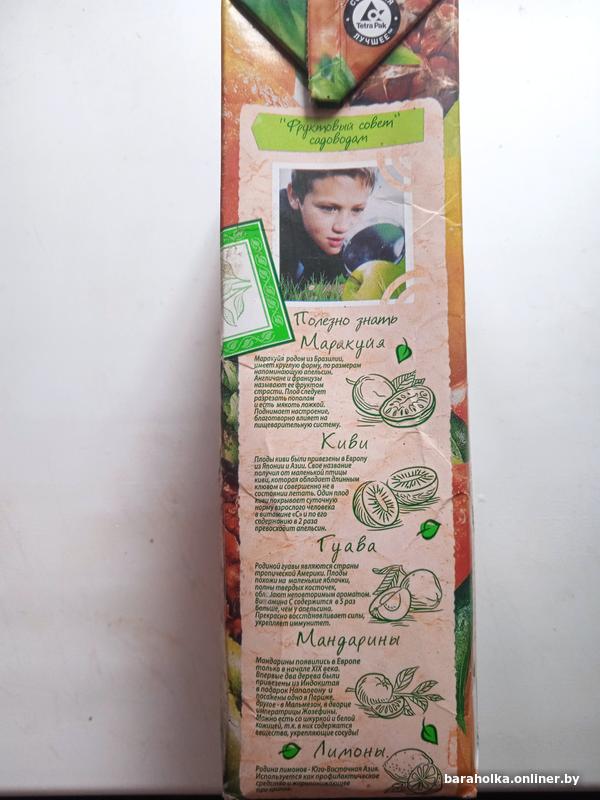 Tetra Pak
ЛУЧШЕЕ
"Фруктовый совет"
садоводам
Полезно знать
Маракуйя
Маракуйя родом из Бразилии,
имеет круглую форму, по размерам
напоминающую апельсин.
Англичане и французы
называют ее фруктом
страсти. Плод следует
разрезать пополам
и есть мякоть ложкой.
Поднимает настроение,
благотворно влияет на
пищеварительную систему.
Киви
Плоды киви были привезены в Европу
из Японии и Азии. Свое название
получил от маленькой птицы
киви, которая обладает длинным
клювом и совершенно не в
состоянии летать. Один плод
киви покрывает суточную
норму взрослого человека
в витамине «С» и по его
содержанию в 2 раза
превосходит апельсин.
Гуава
Родиной гуавы являются страны
тропической Америки. Плоды
похожи на маленькие яблочки,
полны твердых косточек,
неповторимым ароматом.
Витамина С содержится в 5 раз
больше, чем у апельсина.
Прекрасно восстанавливает силы,
укрепляет иммунитет.
Мандарины
Мандарины появились в Европе
только в начале XIX века.
Впервые два дерева были
привезены из Индокитая
в подарок Наполеону и
посажены одно в Париже,
другое - в Мальмезон, в дворце
императрицы Жозефины.
Можно есть со шкуркой и белой
кожицей, т.к. в них содержатся
вещества, укрепляющие сосуды!
Лимоны
Родина лимонов - Юго-Восточная Азия.
Используется как профилактическое
средство и жаропонижающее
при гриппе.
baraholka.onliner.by